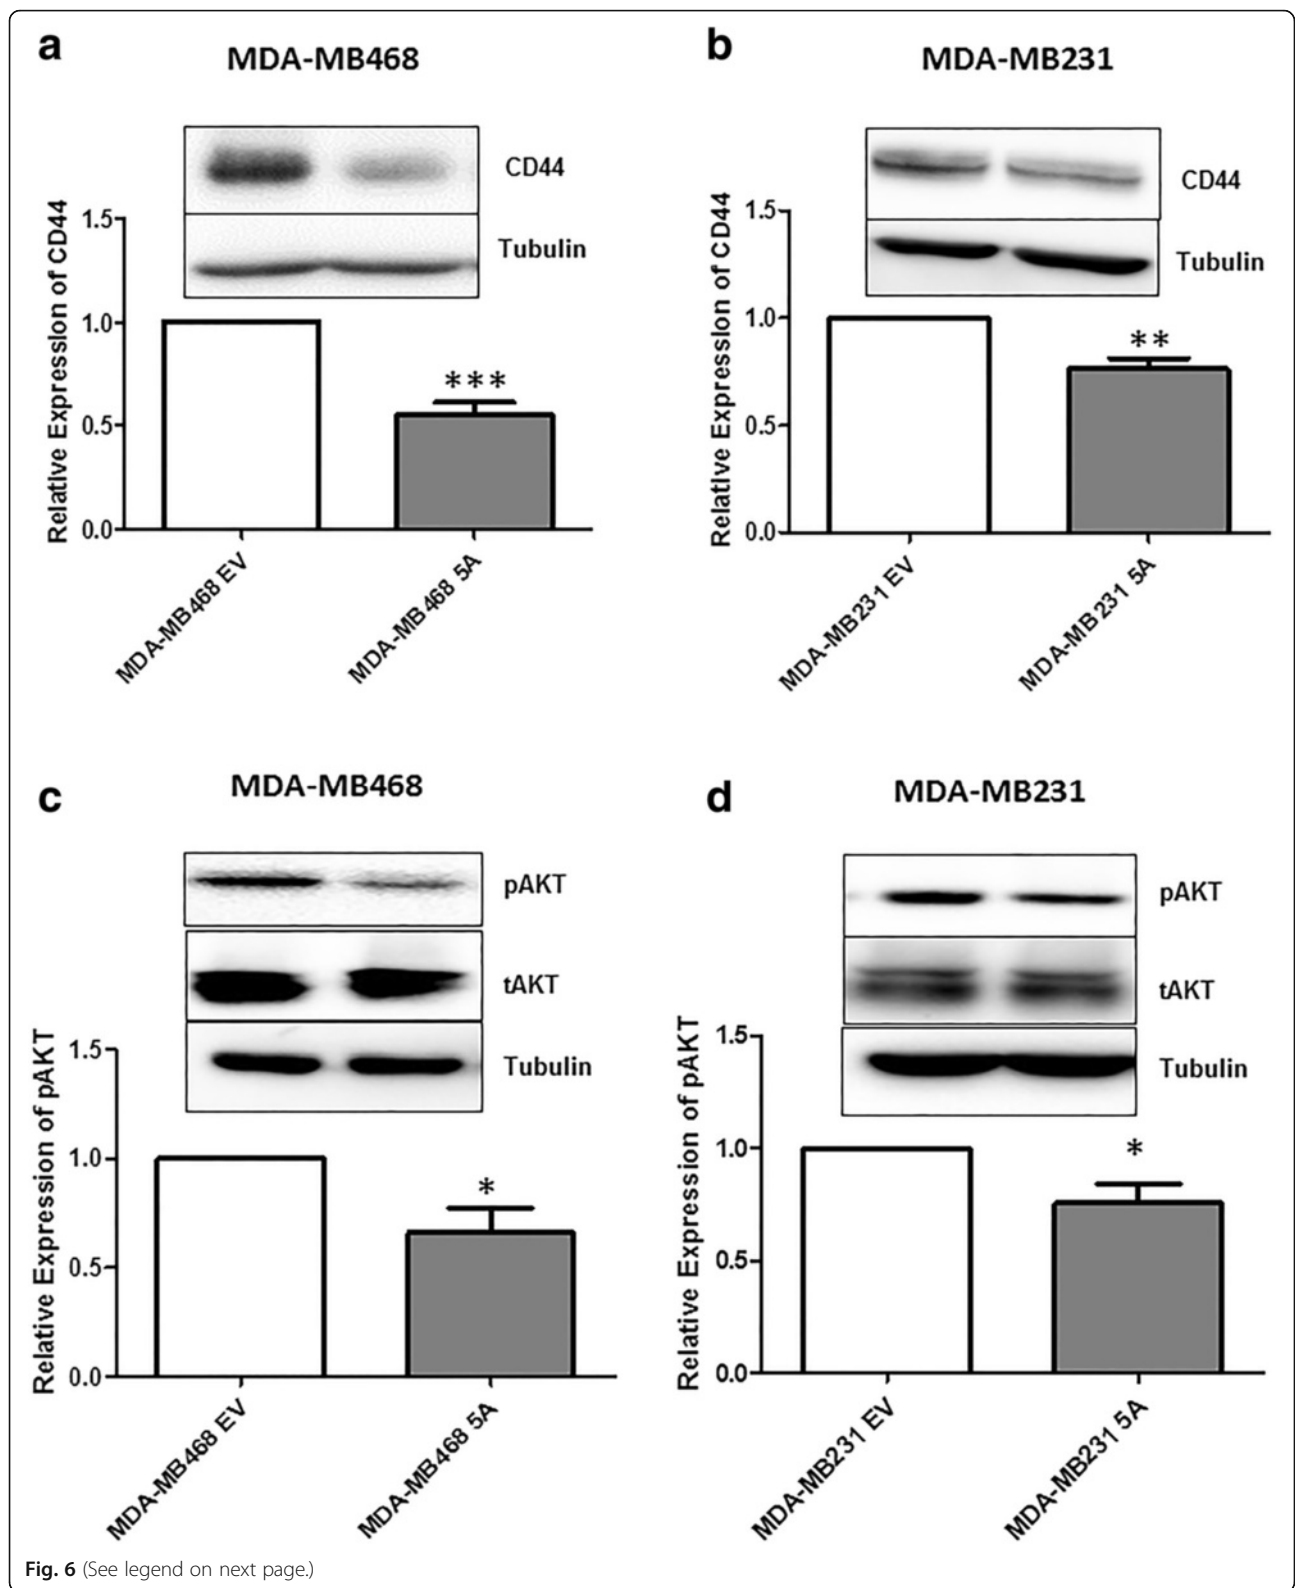 a
MDA-MB468
CD44
Tubulin
Relative Expression of CD44
1.5
1.0
0.5
0.0
***
MDA-MB468 EV
MDA-MB468 5A
b
MDA-MB231
CD44
Tubulin
Relative Expression of CD44
1.5
1.0
0.5
0.0
**
MDA-MB231 EV
MDA-MB231 5A
c
MDA-MB468
pAKT
tAKT
Tubulin
Relative Expression of pAKT
1.5
1.0
0.5
0.0
*
MDA-MB468 EV
MDA-MB468 5A
d
MDA-MB231
pAKT
tAKT
Tubulin
Relative Expression of pAKT
1.5
1.0
0.5
0.0
*
MDA-MB231 EV
MDA-MB231 5A
Fig. 6 (See legend on next page.)